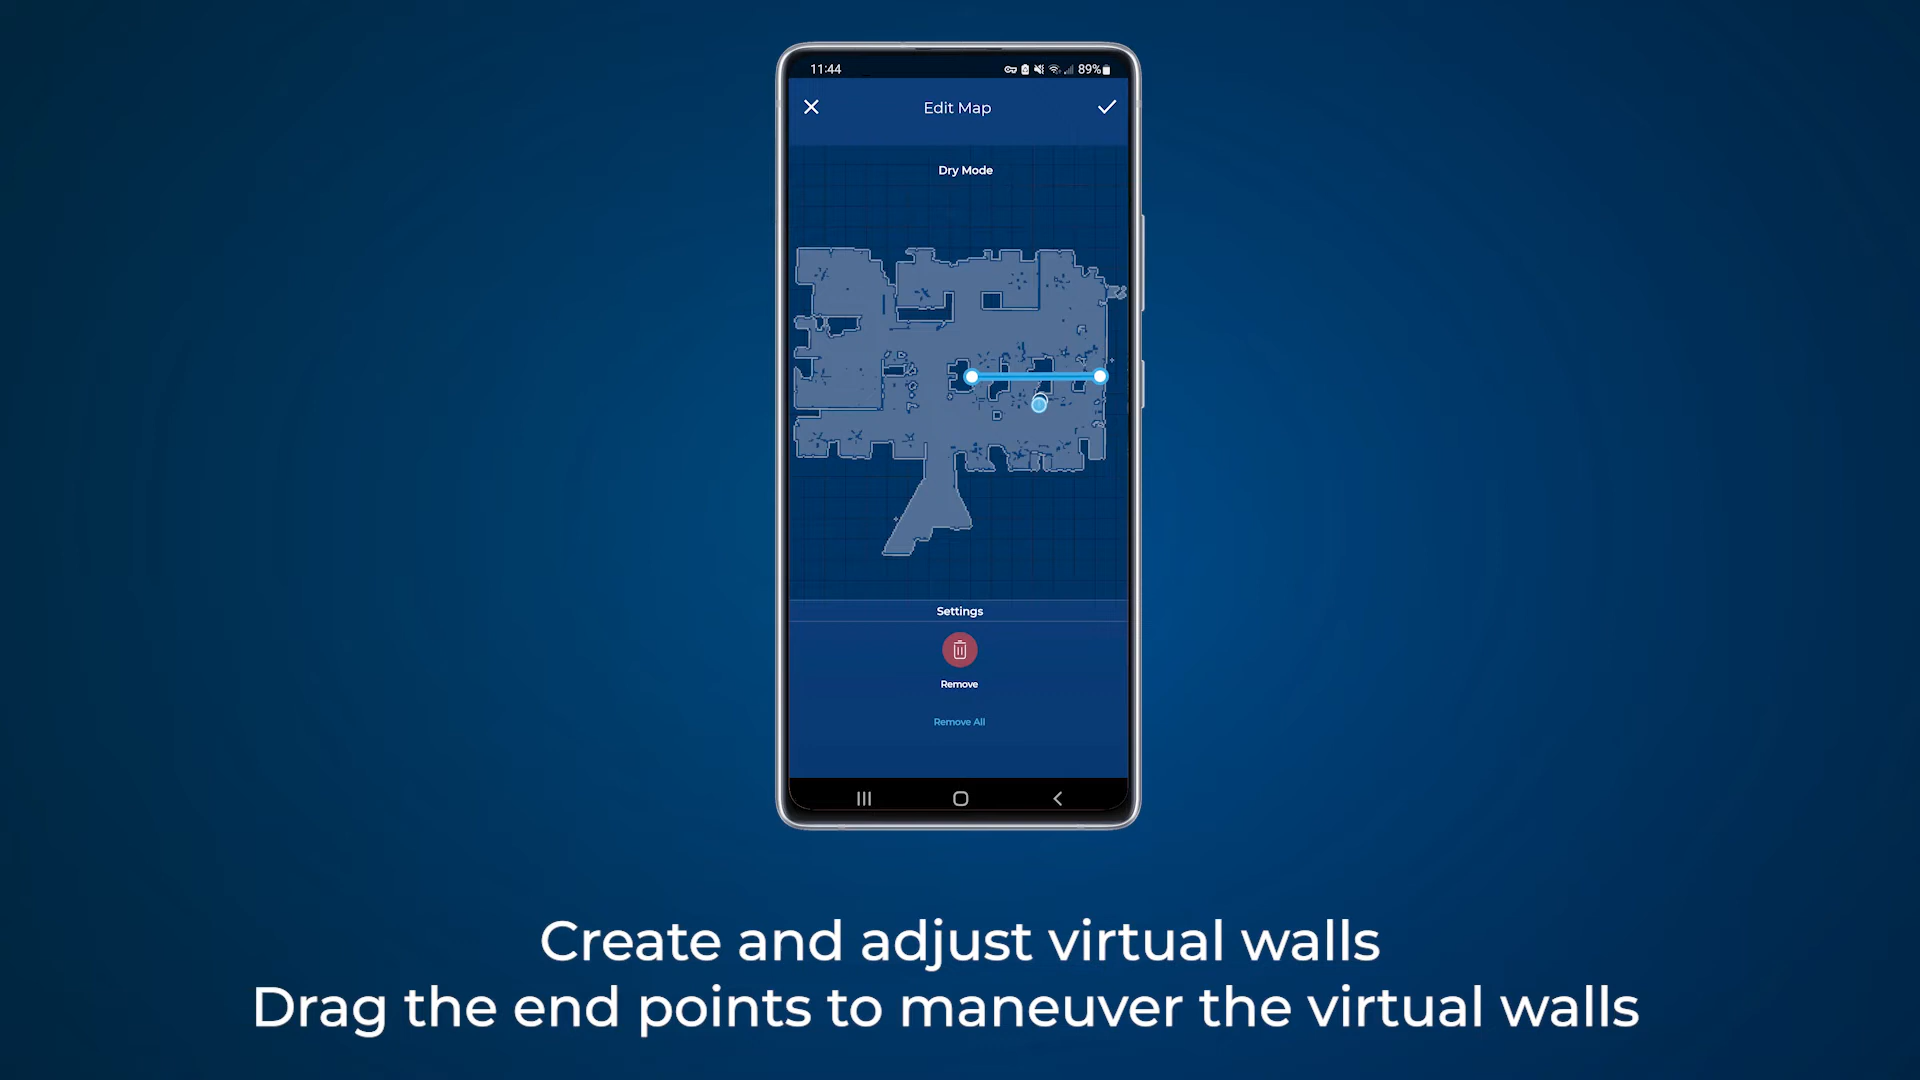 11:44
89%
Edit Map
Dry Mode
Settings
Remove
Remove All
Create and adjust virtual walls
Drag the end points to maneuver the virtual walls